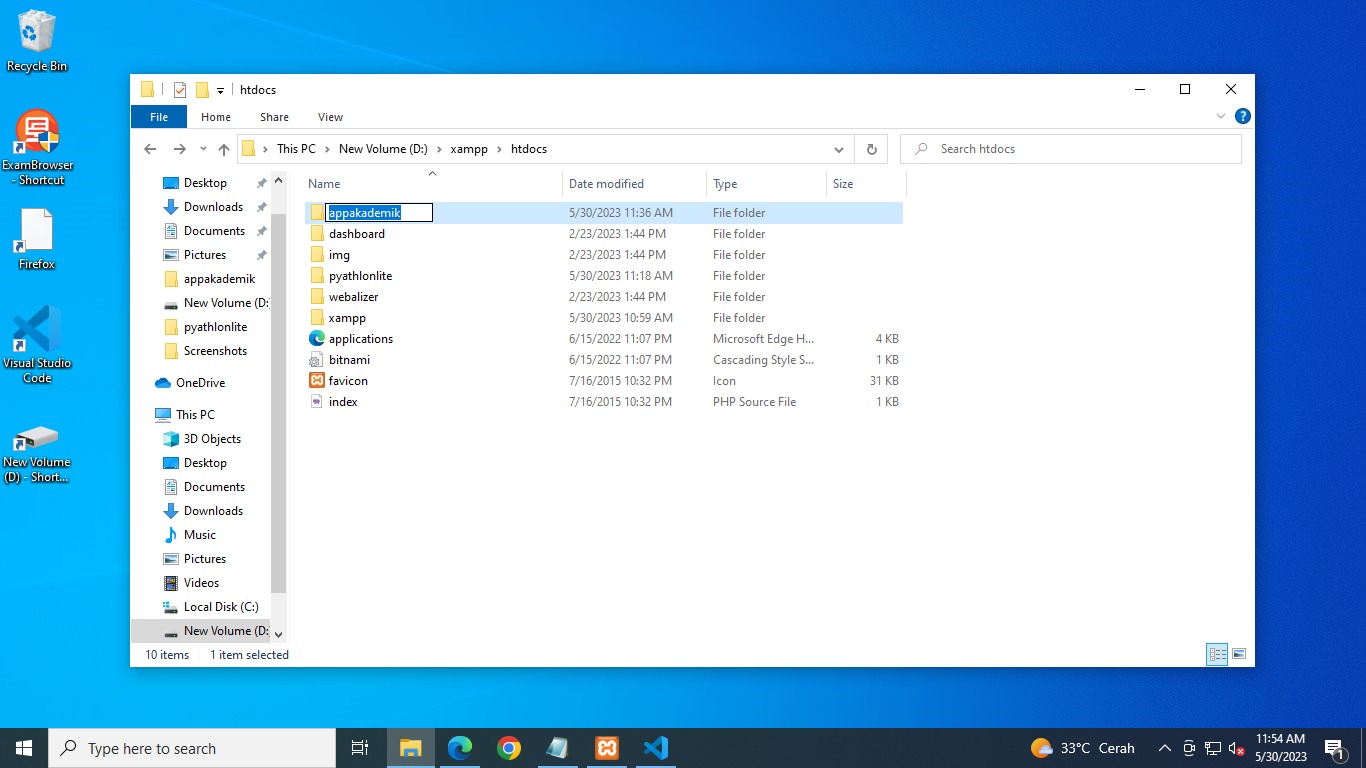 Recycle Bin
ExamBrowser
- Shortcut
Firefox
Visual Studio
Code
New Volume
(D) - Short...
htdocs
File Home Share View
This PC New Volume (D:) xampp htdocs
Search htdocs
Desktop
Downloads
Documents
Pictures
appakademik
New Volume (D:
pyathlonlite
Screenshots
OneDrive
This PC
3D Objects
Desktop
Documents
Downloads
Music
Pictures
Videos
Local Disk (C:)
New Volume (D:
Name Date modified Type Size
appakademik 5/30/2023 11:36 AM File folder
dashboard 2/23/2023 1:44 PM File folder
img 2/23/2023 1:44 PM File folder
pyathlonlite 5/30/2023 11:18 AM File folder
webalizer 2/23/2023 1:44 PM File folder
xampp 5/30/2023 10:59 AM File folder
applications 6/15/2022 11:07 PM Microsoft Edge H... 4 KB
bitnami 6/15/2022 11:07 PM Cascading Style S... 1 KB
favicon 7/16/2015 10:32 PM Icon 31 KB
index 7/16/2015 10:32 PM PHP Source File 1 KB
10 items 1 item selected
Type here to search
33°C Cerah
11:54 AM
5/30/2023
1